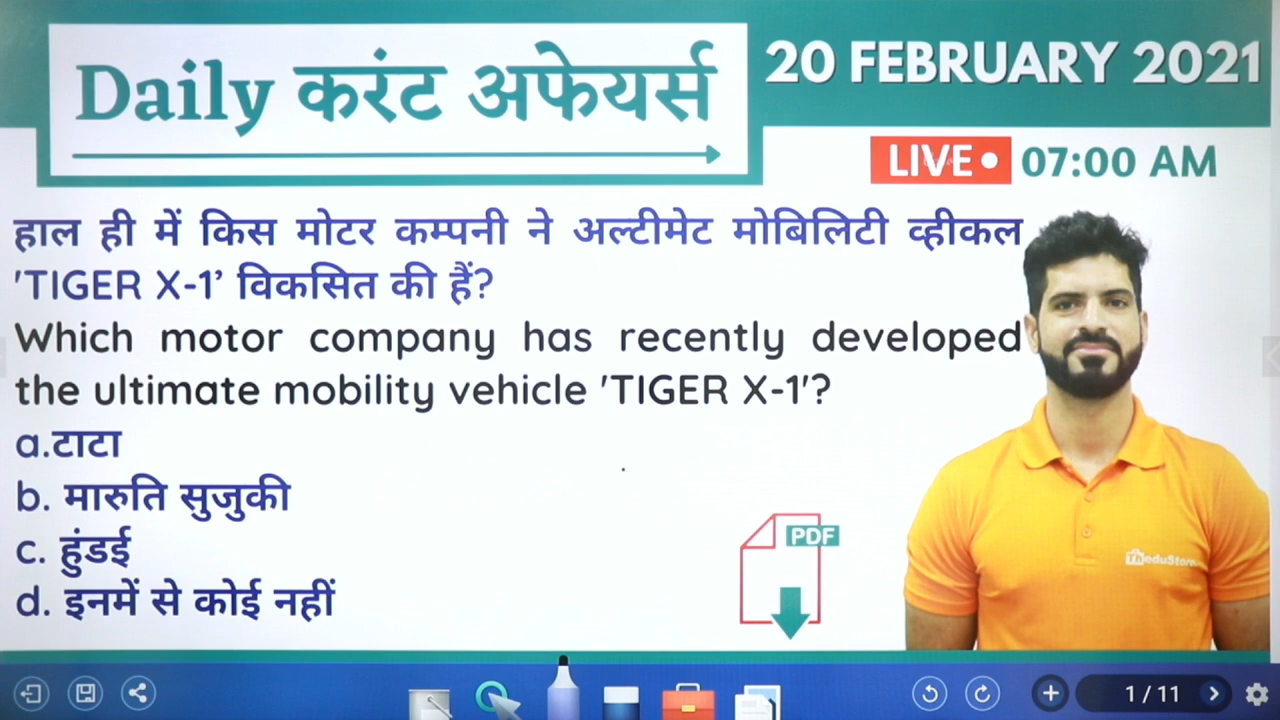 Daily करंट अफेयर्स
20 FEBRUARY 2021
LIVE
07:00 AM
हाल ही में किस मोटर कम्पनी ने अल्टीमेट मोबिलिटी व्हीकल
'TIGER X-1’ विकसित की हैं?
Which motor company has recently developed
the ultimate mobility vehicle 'TIGER X-1'?
a.टाटा
b. मारुति सुजुकी
c. हुंडई
d. इनमें से कोई नहीं
PDF
TheduStore
1 / 11